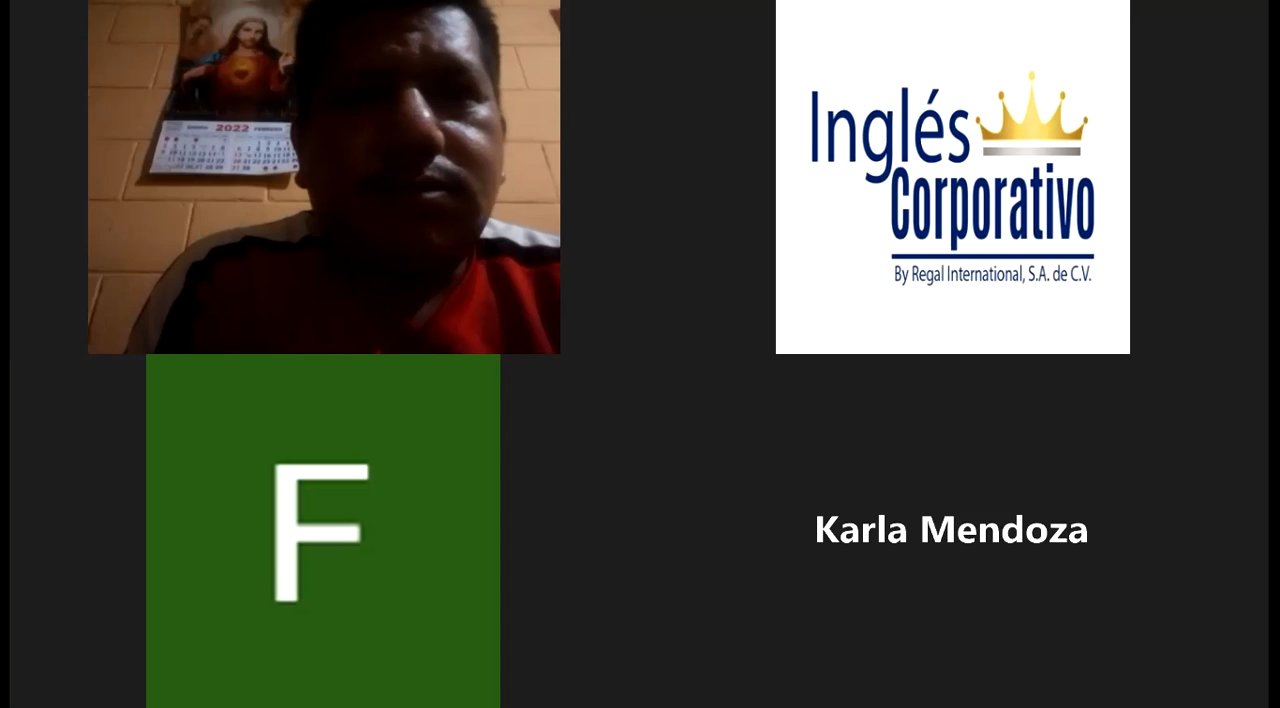 2022
Inglés
Corporativo
By Regal International, S.A. de C.V.
F
Karla Mendoza